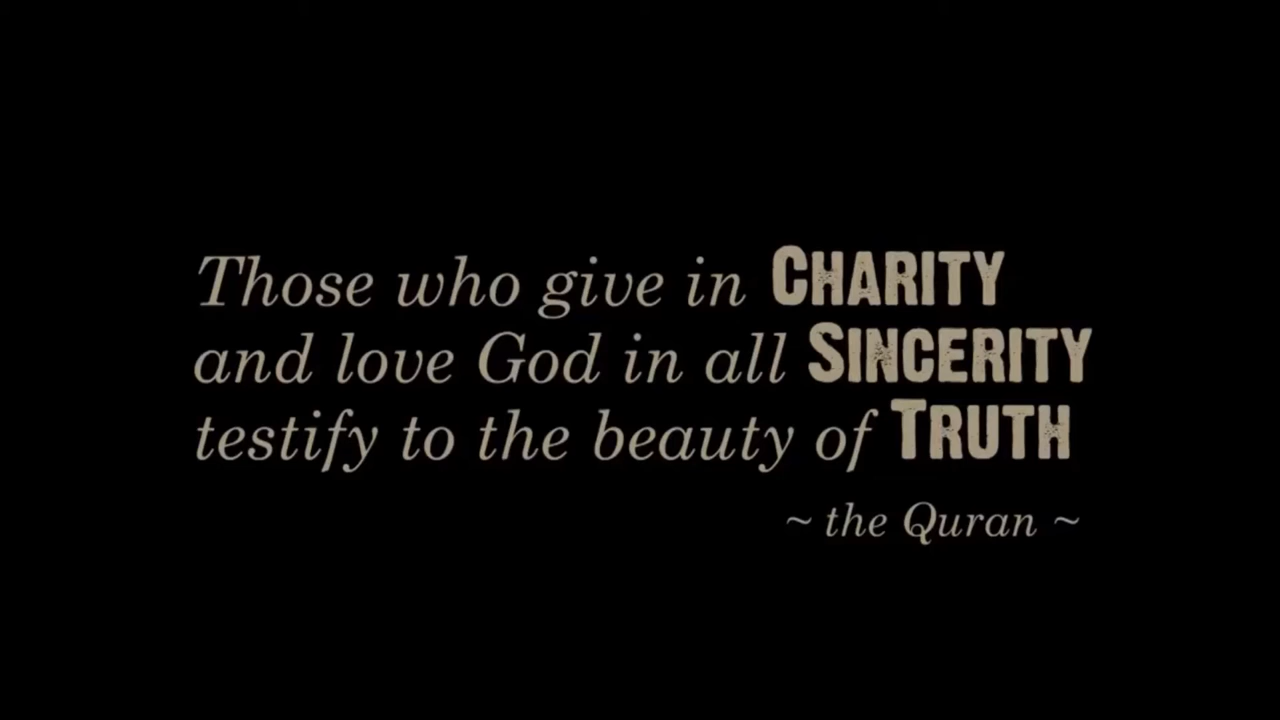 Those who give in CHARITY
and love God in all SINCERITY
testify to the beauty of TRUTH
~ the Quran ~